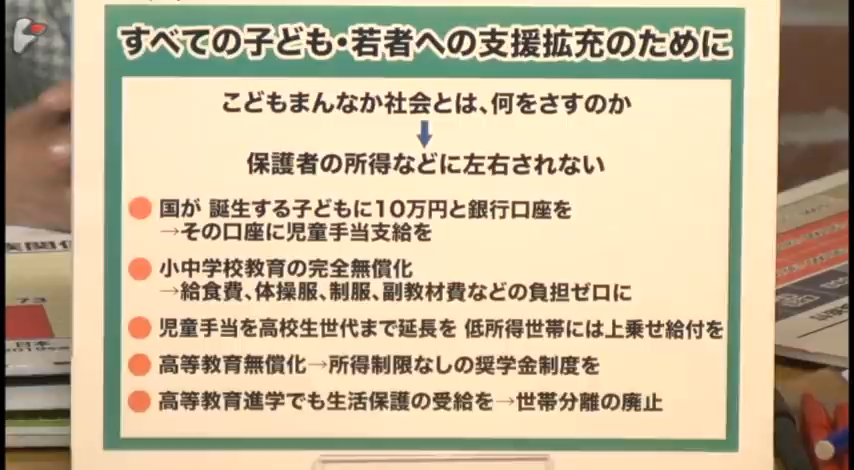 すべての子ども・若者への支援拡充のために
こどもまんなか社会とは、何をさすのか
保護者の所得などに左右されない
国が 誕生する子どもに10万円と銀行口座を
→その口座に児童手当支給を
小中学校教育の完全無償化
→給食費、体操服、制服、副教材費などの負担ゼロに
児童手当を高校生世代まで延長を 低所得世帯には上乗せ給付を
高等教育無償化→所得制限なしの奨学金制度を
高等教育進学でも生活保護の受給を→世帯分離の廃止
73